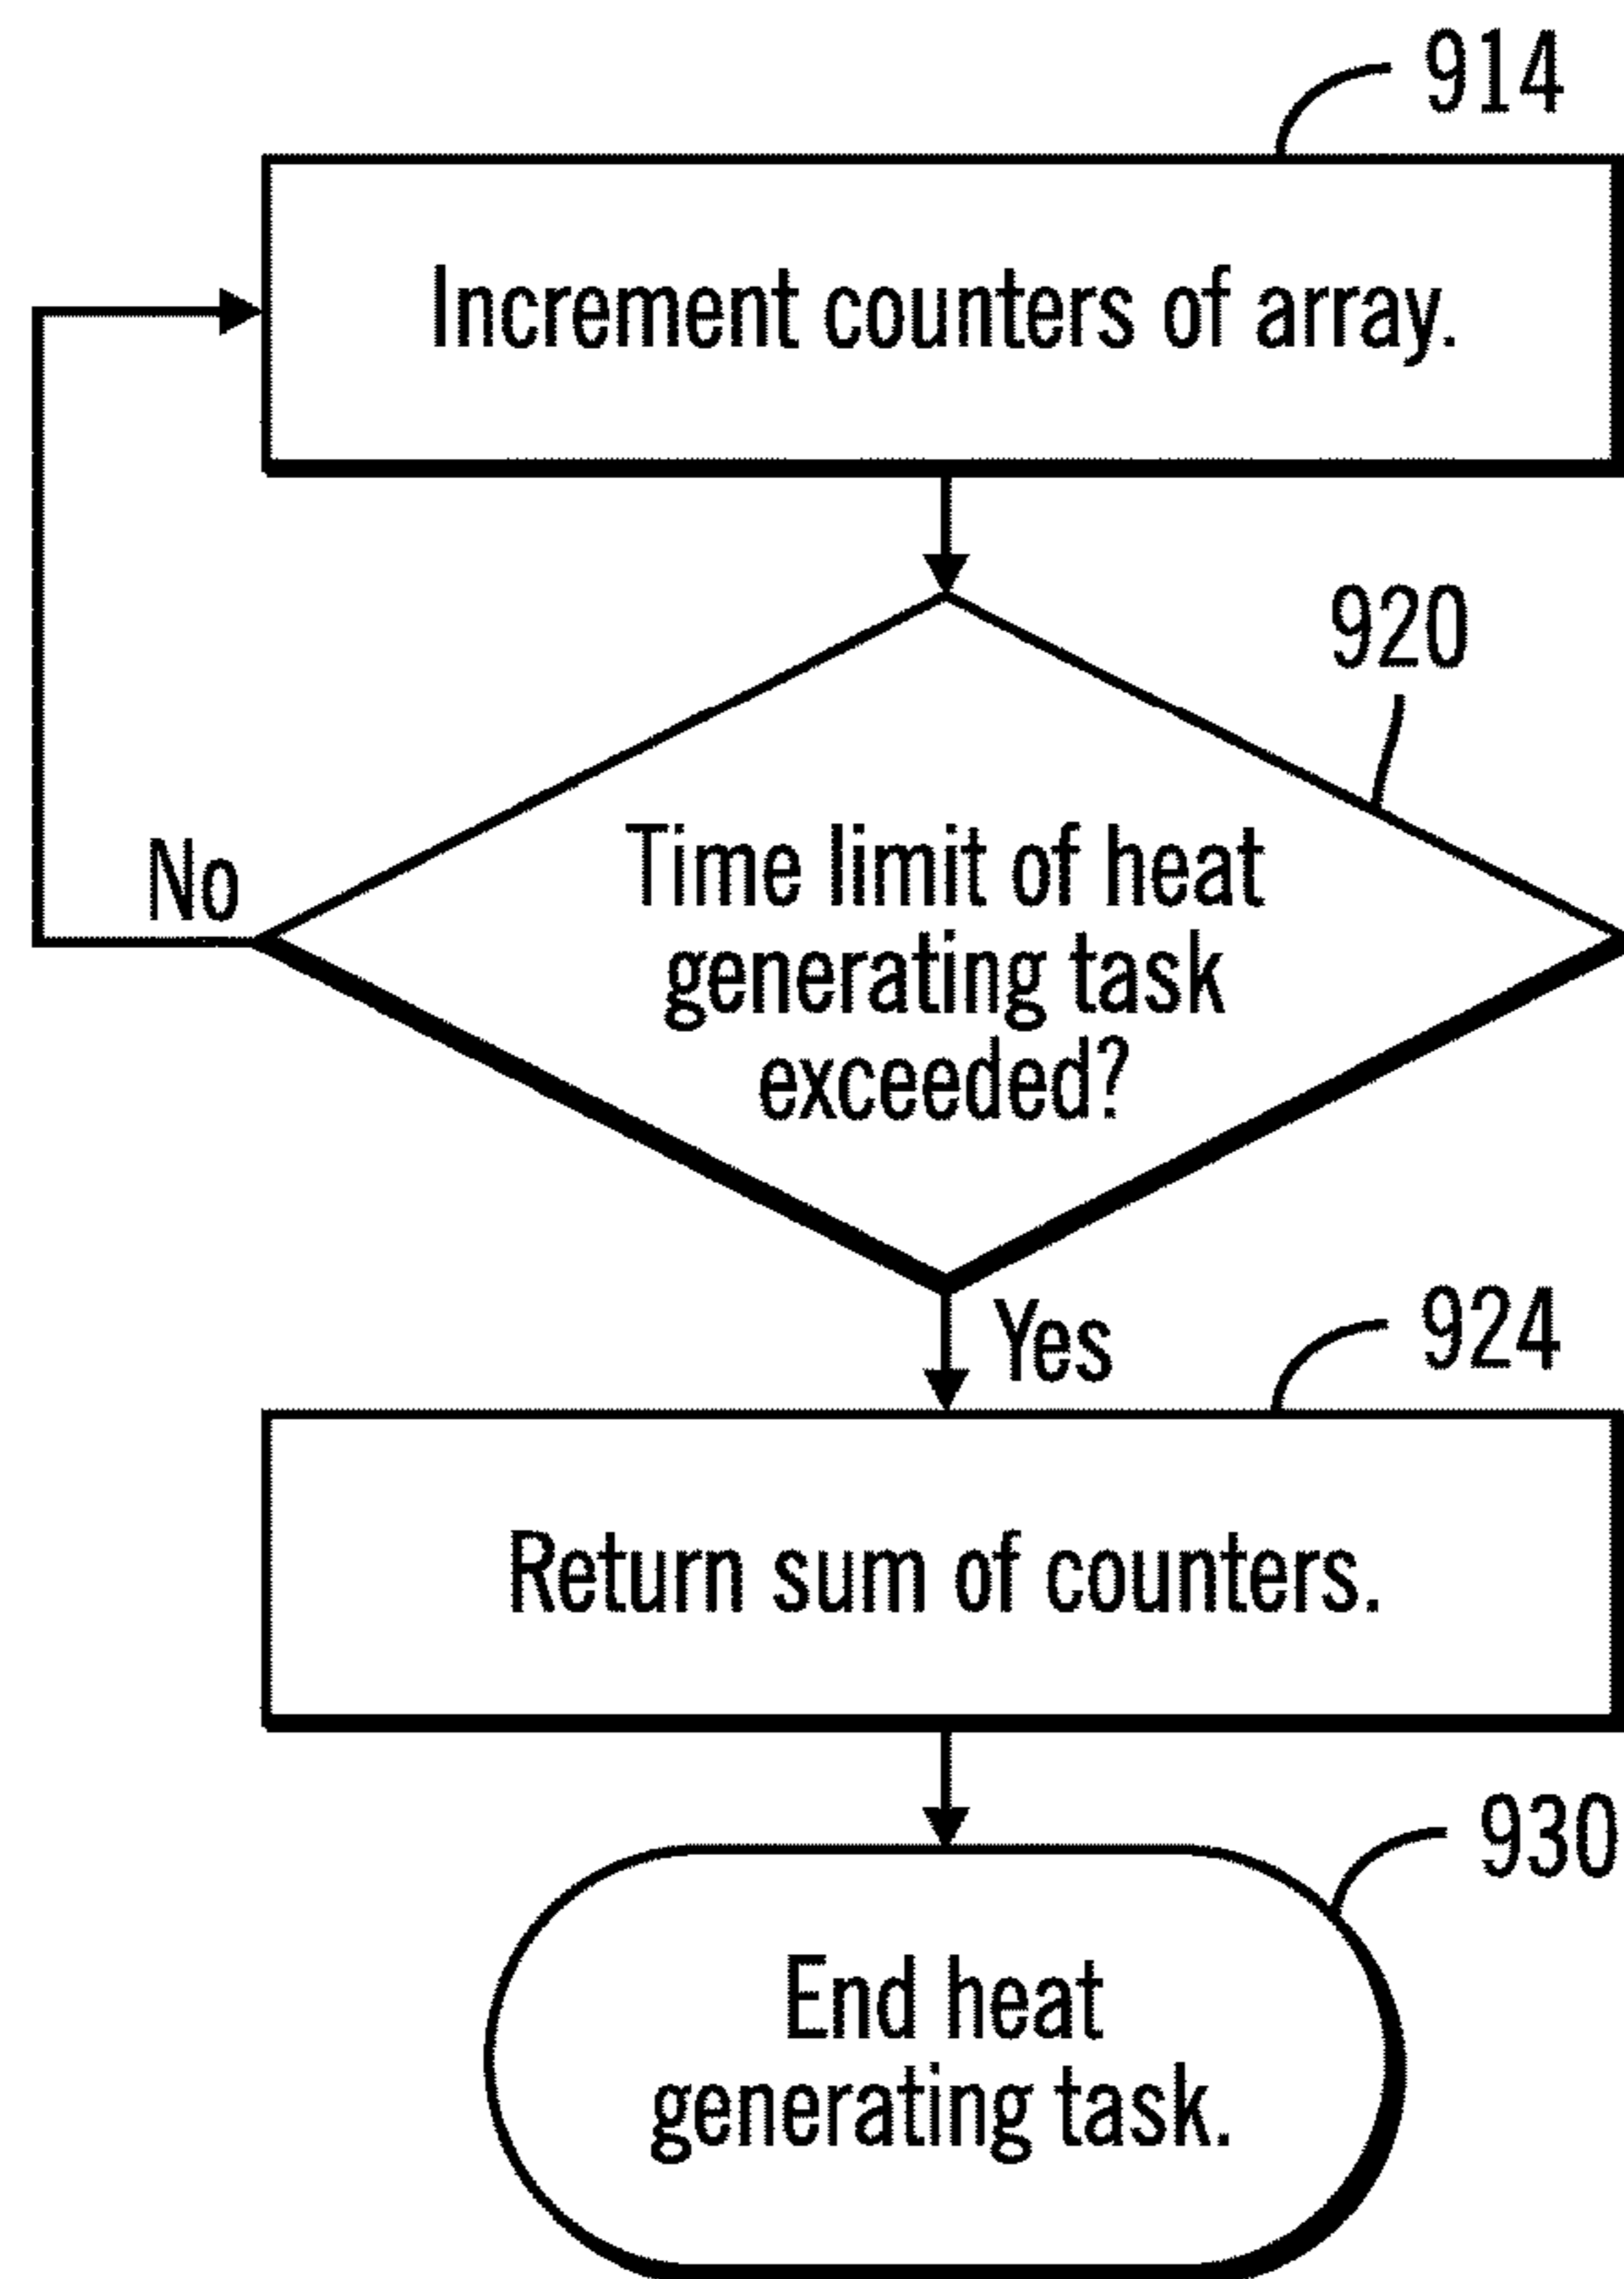 914
Increment counters of array.
920
Time limit of heat
generating task
exceeded?
No
Yes
924
Return sum of counters.
930
End heat
generating task.